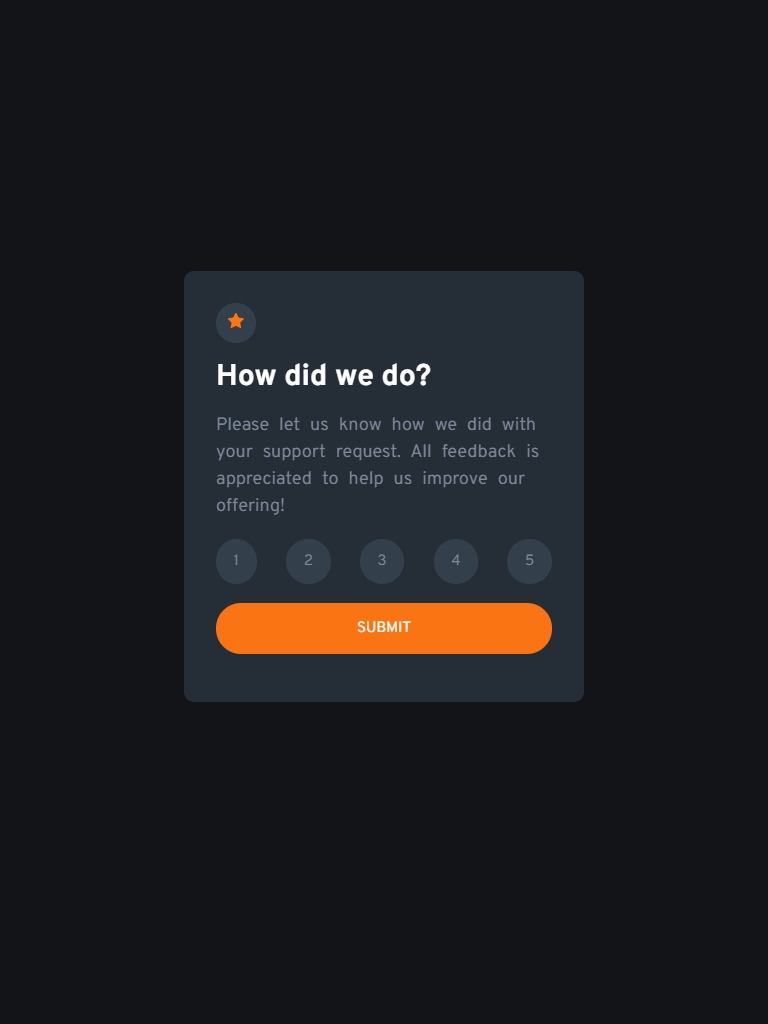 How did we do?
Please let us know how we did with
your support request. All feedback is
appreciated to help us improve our
offering!
1 2 3 4 5
SUBMIT